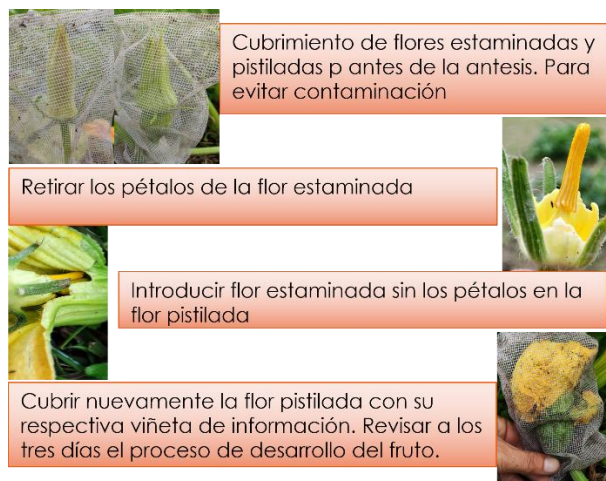 Cubrimiento de flores estaminadas y
pistiladas p antes de la antesis. Para
evitar contaminación
Retirar los pétalos de la flor estaminada
Introducir flor estaminada sin los pétalos en la
flor pistilada
Cubrir nuevamente la flor pistilada con su
respectiva viñeta de información. Revisar a los
tres días el proceso de desarrollo del fruto.